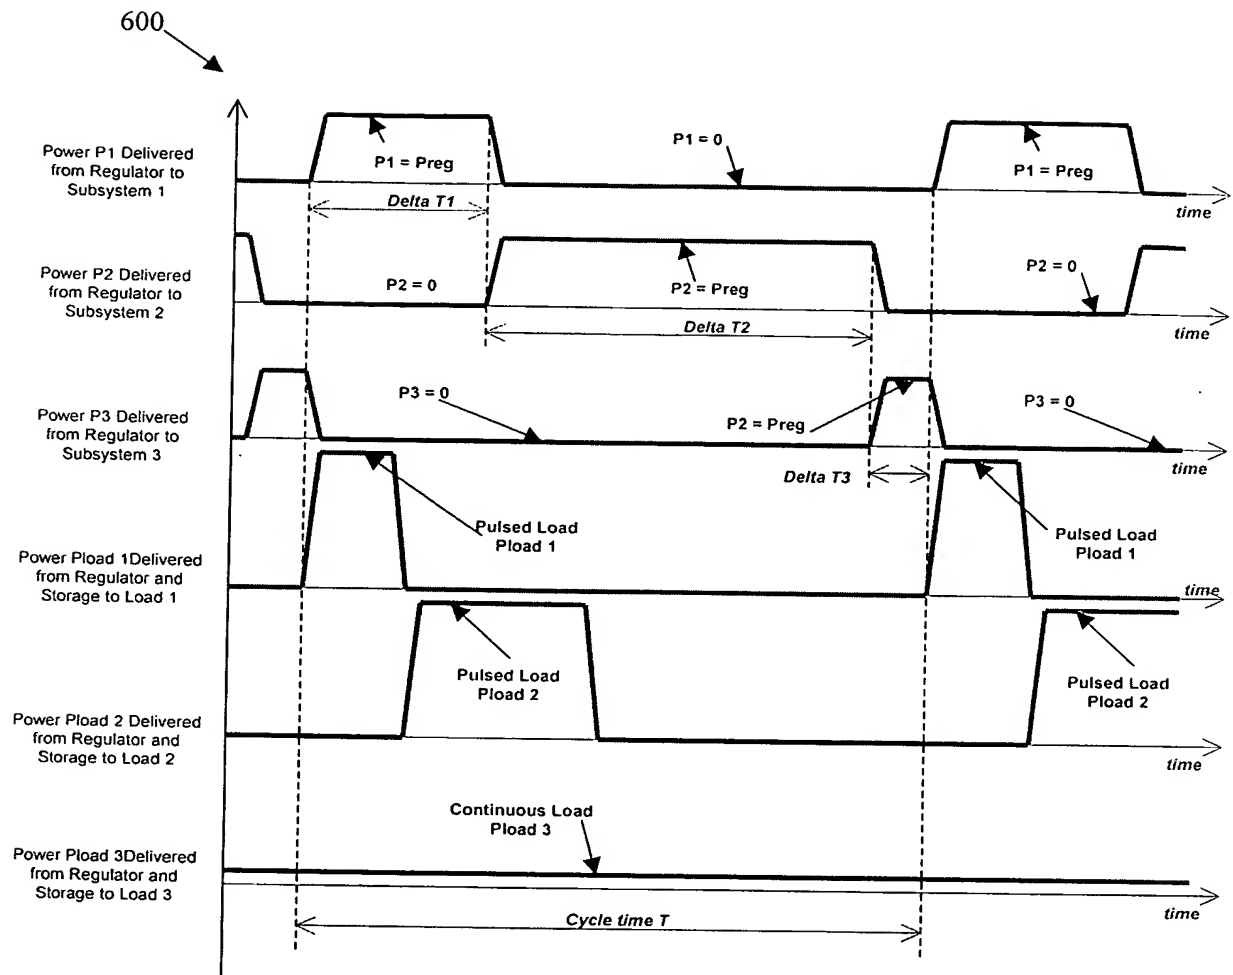 600
Power P1 Delivered
from Regulator to
Subsystem 1
P1 = Preg
P1 = 0
P1 = Preg
Delta T1
time
Power P2 Delivered
from Regulator to
Subsystem 2
P2 = 0
P2 = Preg
P2 = 0
Delta T2
time
Power P3 Delivered
from Regulator to
Subsystem 3
P3 = 0
P2 = Preg
P3 = 0
Delta T3
time
Power Pload 1Delivered
from Regulator and
Storage to Load 1
Pulsed Load
Pload 1
Pulsed Load
Pload 1
time
Power Pload 2 Delivered
from Regulator and
Storage to Load 2
Pulsed Load
Pload 2
Pulsed Load
Pload 2
time
Power Pload 3Delivered
from Regulator and
Storage to Load 3
Continuous Load
Pload 3
time
Cycle time T